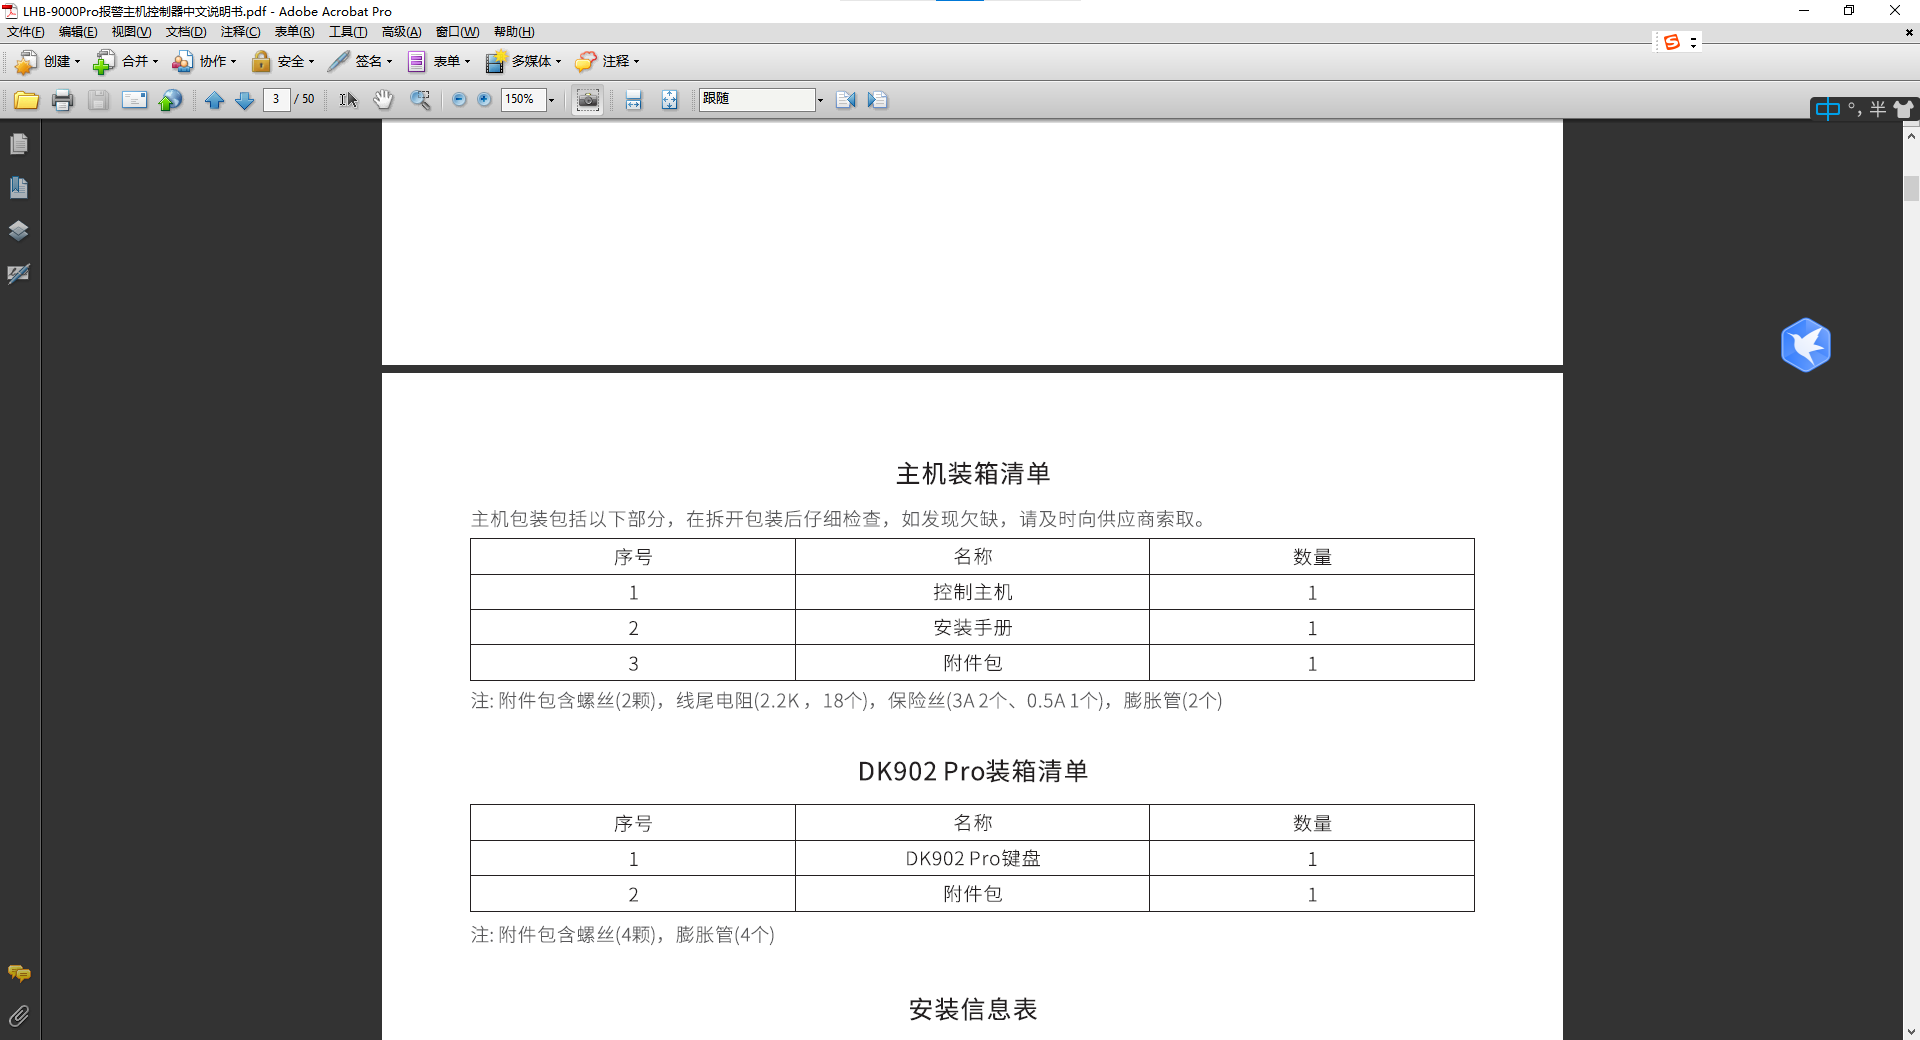 LHB-9000Pro报警主机控制器中文说明书.pdf - Adobe Acrobat Pro
文件(F) 编辑(E) 视图(V) 文档(D) 注释(C) 表单(R) 工具(T) 高级(A) 窗口(W) 帮助(H)
创建 合并 协作 安全 签名 表单 多媒体 注释
3 / 50 150% 跟随
中 °, 半
主机装箱清单
主机包装包括以下部分，在拆开包装后仔细检查，如发现欠缺，请及时向供应商索取。
序号 名称 数量
1 控制主机 1
2 安装手册 1
3 附件包 1
注: 附件包含螺丝(2颗)，线尾电阻(2.2K ，18个)，保险丝(3A 2个、0.5A 1个)，膨胀管(2个)
DK902 Pro装箱清单
序号 名称 数量
1 DK902 Pro键盘 1
2 附件包 1
注: 附件包含螺丝(4颗)，膨胀管(4个)
安装信息表